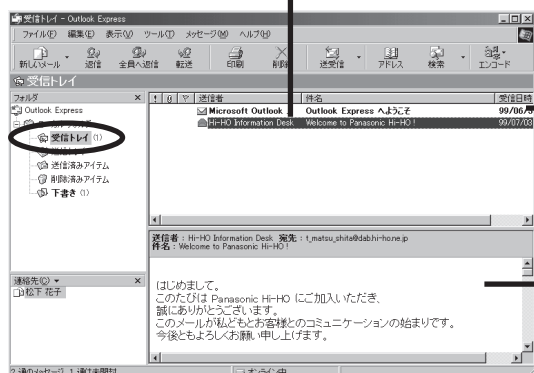 受信トレイ - Outlook Express
ファイル(F) 編集(E) 表示(V) ツール(T) メッセージ(M) ヘルプ(H)
新しいメール 返信 全員へ返信 転送 印刷 削除 送受信 アドレス 検索 エンコード
受信トレイ
フォルダ ×
Outlook Express
受信トレイ (1)
送信済みアイテム
削除済みアイテム
下書き (1)
連絡先(C) ×
松下 花子
! 送信者 件名 受信日時
Microsoft Outlook Outlook Express へようこそ 99/06/
Hi-HO Information Desk Welcome to Panasonic Hi-HO ! 99/07/03
送信者 : Hi-HO Information Desk 宛先 : t_matsu_shita@dab.hi-ho.ne.jp
件名 : Welcome to Panasonic Hi-HO !
はじめまして。
このたびは Panasonic Hi-HO にご加入いただき、
誠にありがとうございます。
このメールが私どもとお客様とのコミュニケーションの始まりです。
今後ともよろしくお願い申し上げます。
2 通のメッセージ、1 通は未開封 オンライン中